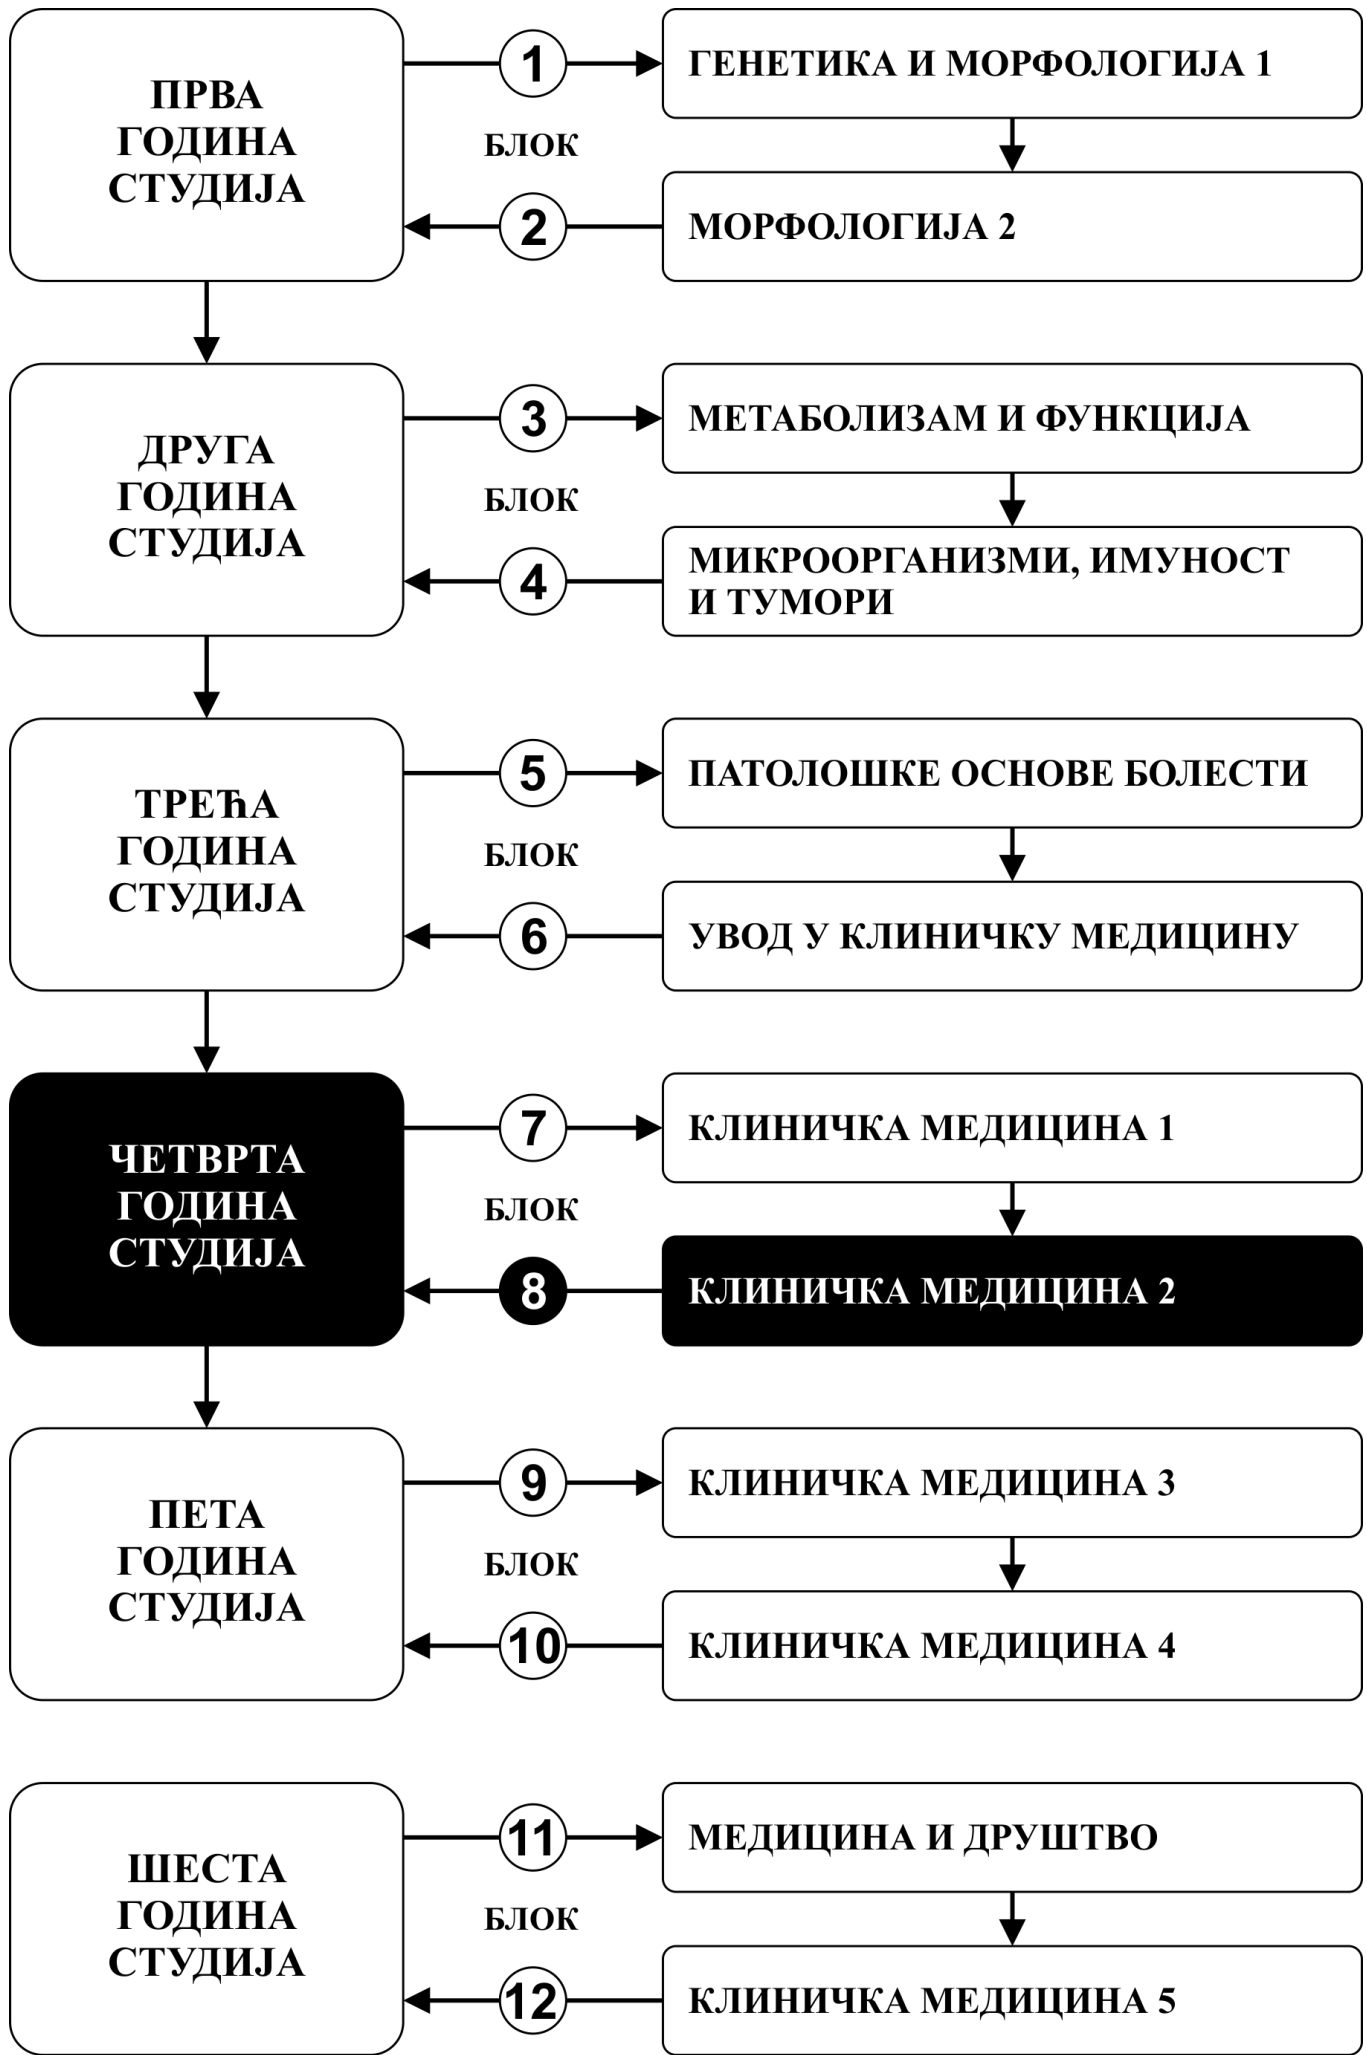 ПРВА
ГОДИНА
СТУДИЈА
1
БЛОК
2
ГЕНЕТИКА И МОРФОЛОГИЈА 1
МОРФОЛОГИЈА 2
ДРУГА
ГОДИНА
СТУДИЈА
3
БЛОК
4
МЕТАБОЛИЗАМ И ФУНКЦИЈА
МИКРООРГАНИЗМИ, ИМУНОСТ
И ТУМОРИ
ТРЕЋА
ГОДИНА
СТУДИЈА
5
БЛОК
6
ПАТОЛОШКЕ ОСНОВЕ БОЛЕСТИ
УВОД У КЛИНИЧКУ МЕДИЦИНУ
ЧЕТВРТА
ГОДИНА
СТУДИЈА
7
БЛОК
8
КЛИНИЧКА МЕДИЦИНА 1
КЛИНИЧКА МЕДИЦИНА 2
ПЕТА
ГОДИНА
СТУДИЈА
9
БЛОК
10
КЛИНИЧКА МЕДИЦИНА 3
КЛИНИЧКА МЕДИЦИНА 4
ШЕСТА
ГОДИНА
СТУДИЈА
11
БЛОК
12
МЕДИЦИНА И ДРУШТВО
КЛИНИЧКА МЕДИЦИНА 5